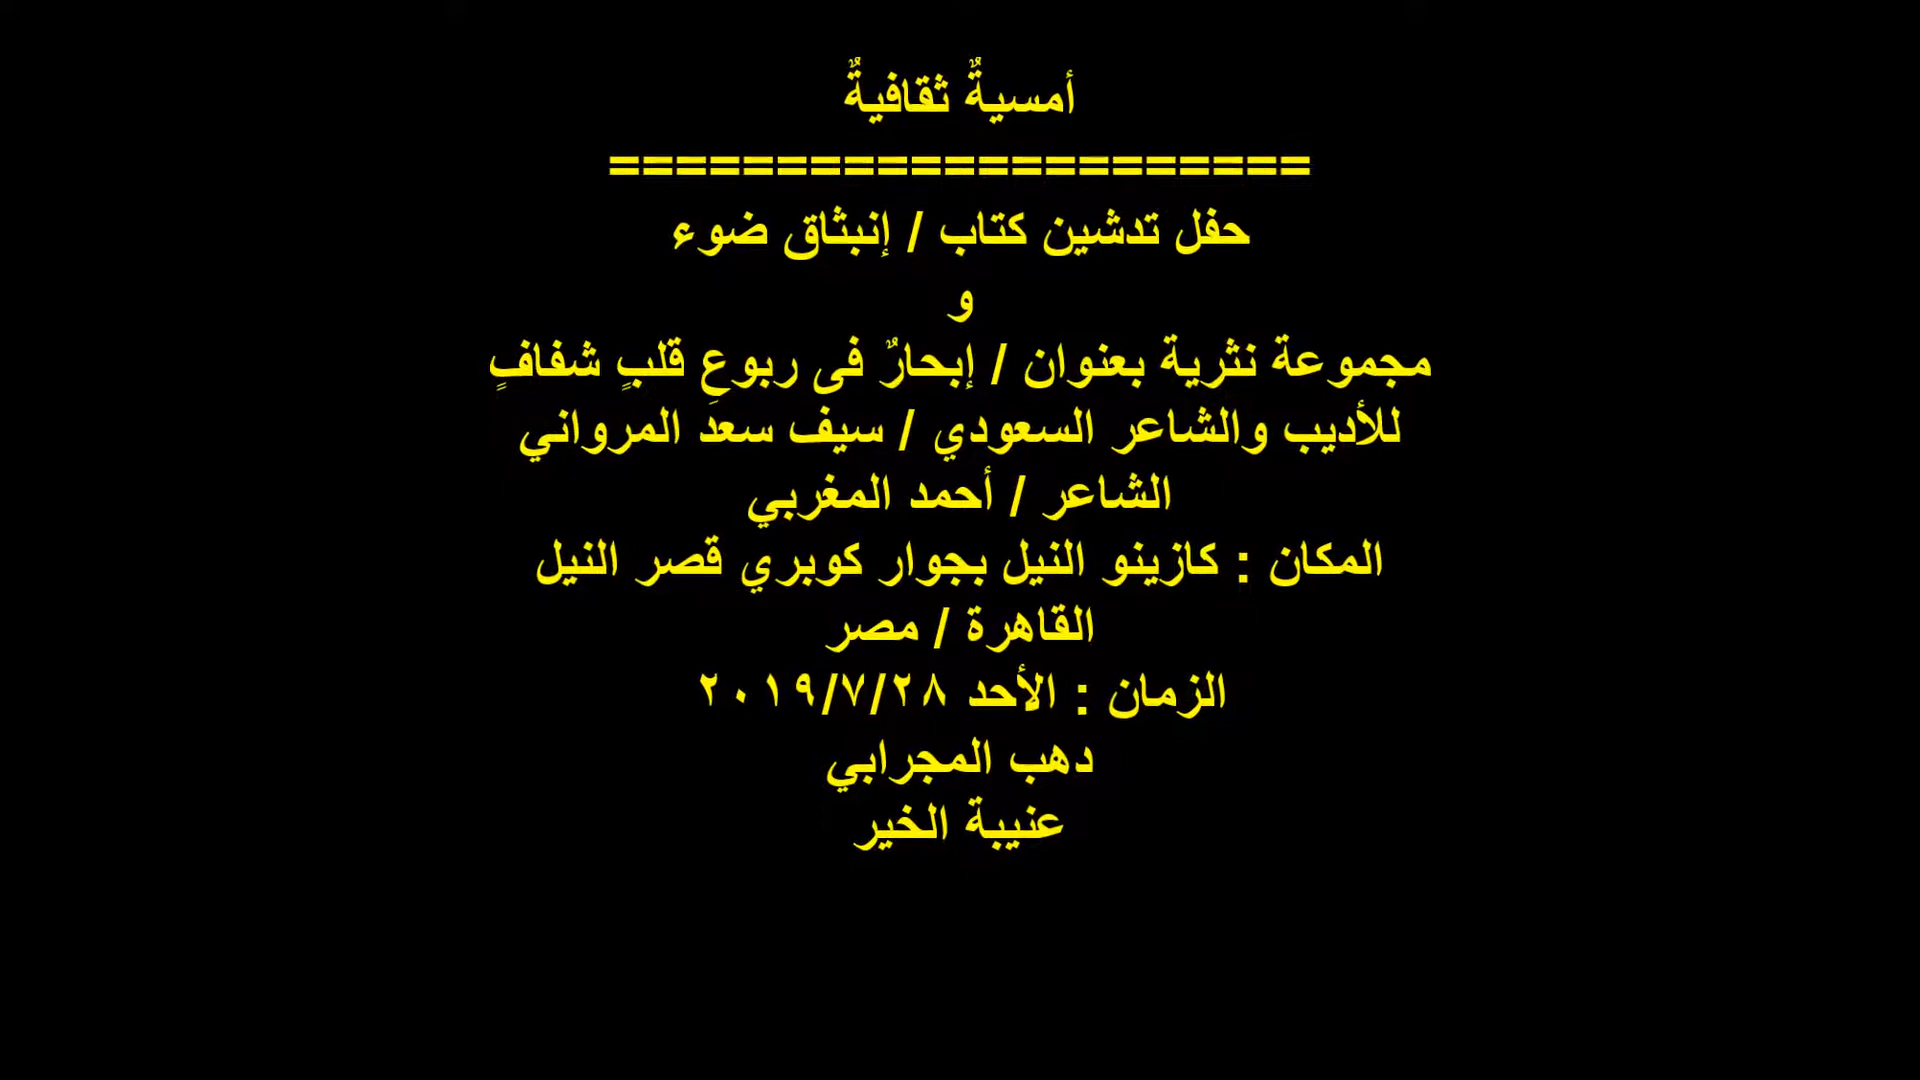 أمسيةٌ ثقافيةٌ
=====================
حفل تدشين كتاب / إنبثاق ضوء
و
مجموعة نثرية بعنوان / إبحارٌ فى ربوعِ قلبٍ شفافٍ
للأديب والشاعر السعودي / سيف سعدَ المرواني
الشاعر / أحمد المغربي
المكان : كازينو النيل بجوار كوبري قصر النيل
القاهرة / مصر
الزمان : الأحد ٢٠١٩/٧/٢٨
دهب المجرابي
عنيبة الخير